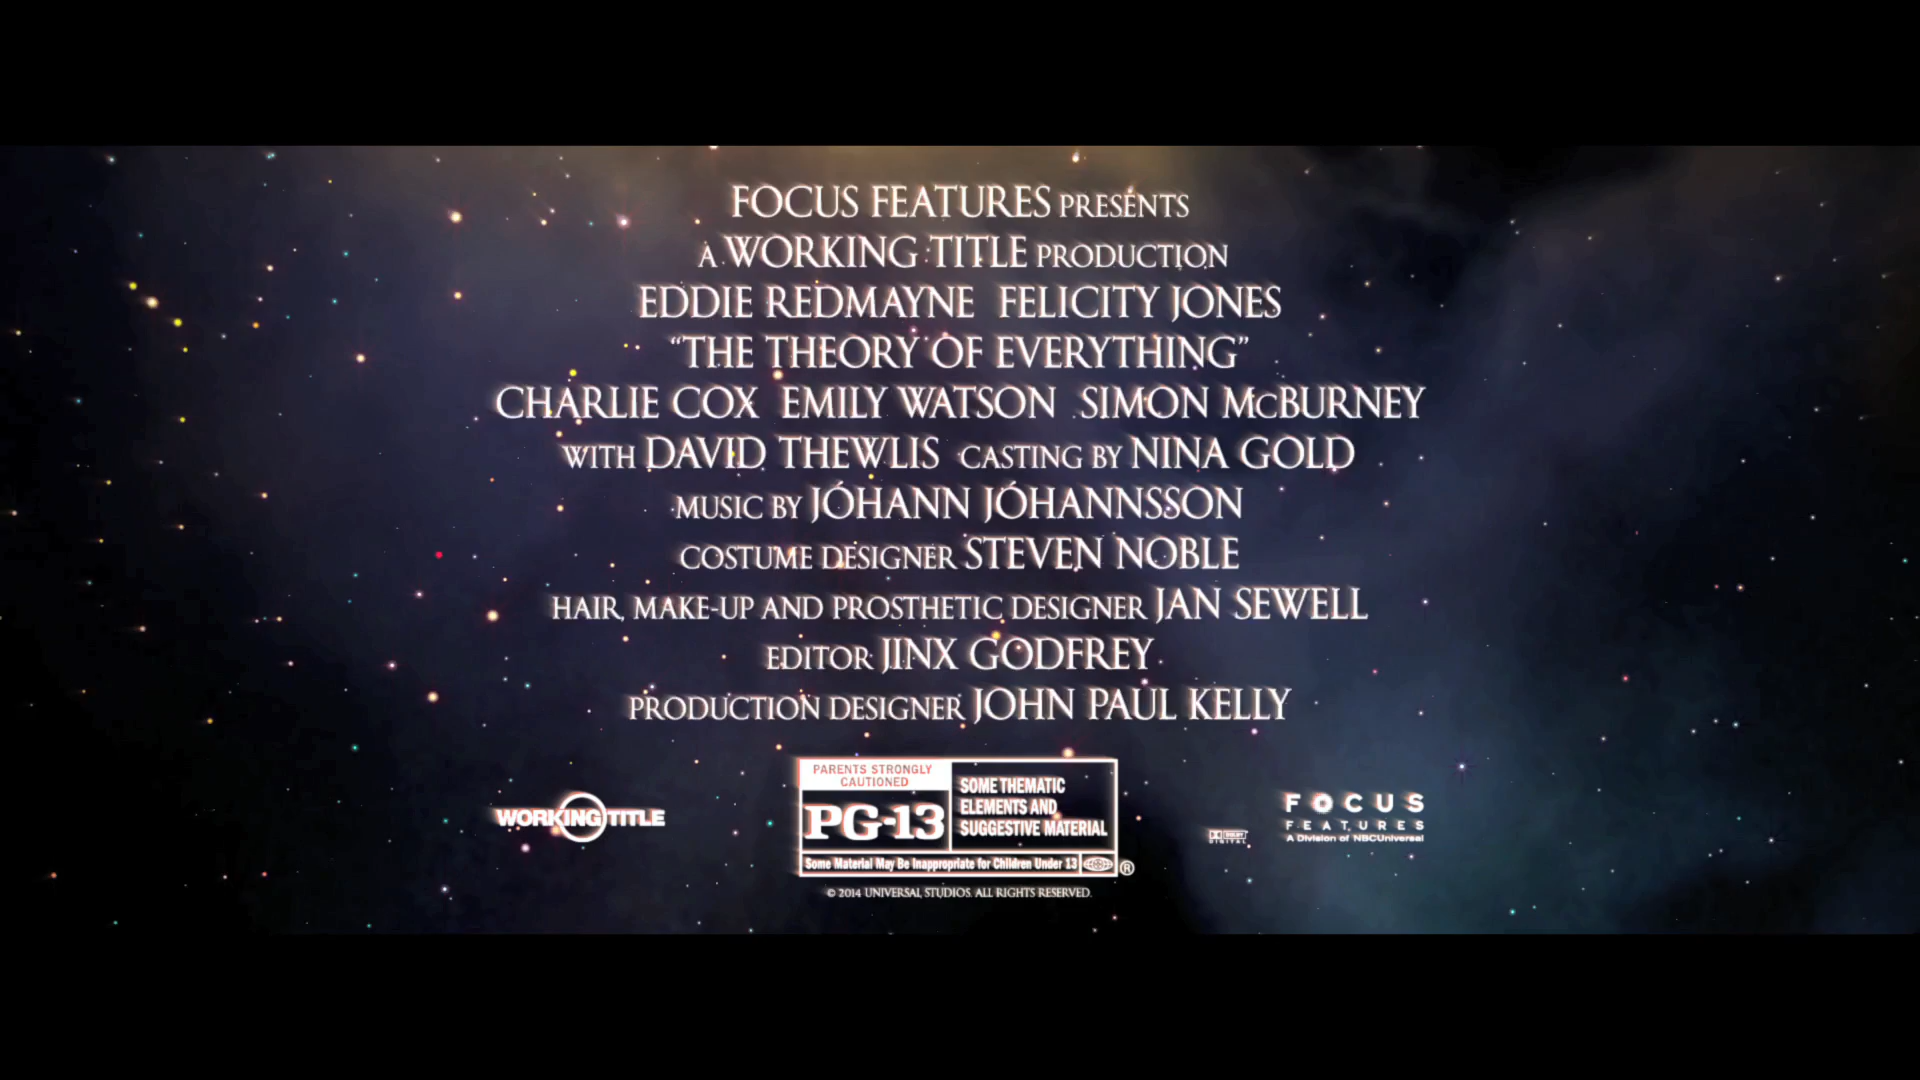 FOCUS FEATURES PRESENTS
A WORKING TITLE PRODUCTION
EDDIE REDMAYNE FELICITY JONES
“THE THEORY OF EVERYTHING”
CHARLIE COX EMILY WATSON SIMON McBURNEY
WITH DAVID THEWLIS CASTING BY NINA GOLD
MUSIC BY JÓHANN JÓHANNSSON
COSTUME DESIGNER STEVEN NOBLE
HAIR, MAKE-UP AND PROSTHETIC DESIGNER JAN SEWELL
EDITOR JINX GODFREY
PRODUCTION DESIGNER JOHN PAUL KELLY
WORKING TITLE
PARENTS STRONGLY
CAUTIONED
PG-13
SOME THEMATIC
ELEMENTS AND
SUGGESTIVE MATERIAL
Some Material May Be Inappropriate for Children Under 13
®
© 2014 UNIVERSAL STUDIOS. ALL RIGHTS RESERVED.
DOLBY
DIGITAL
FOCUS
FEATURES
A Division of NBCUniversal